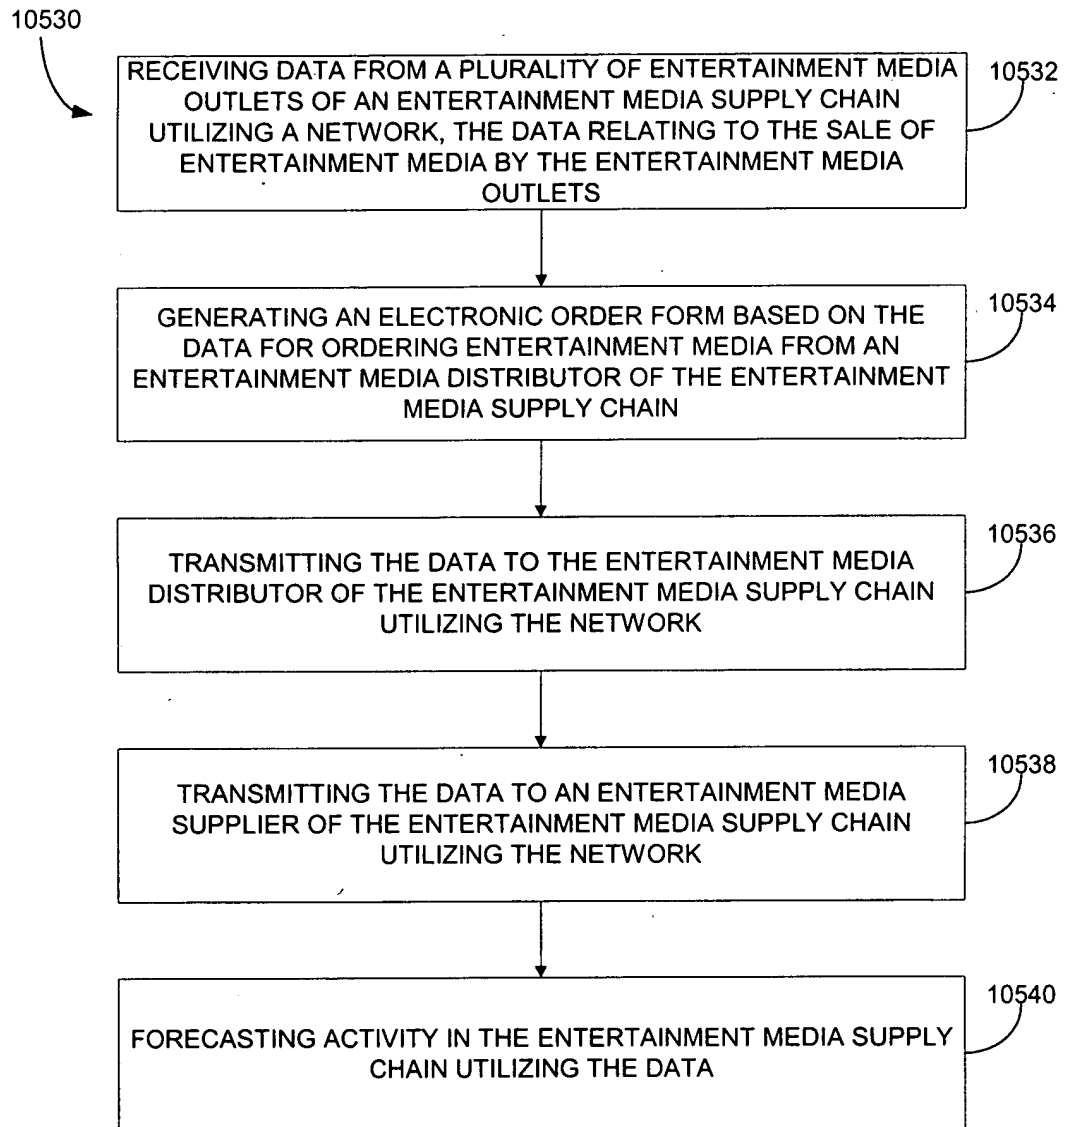 10530
RECEIVING DATA FROM A PLURALITY OF ENTERTAINMENT MEDIA
OUTLETS OF AN ENTERTAINMENT MEDIA SUPPLY CHAIN
UTILIZING A NETWORK, THE DATA RELATING TO THE SALE OF
ENTERTAINMENT MEDIA BY THE ENTERTAINMENT MEDIA
OUTLETS
10532
GENERATING AN ELECTRONIC ORDER FORM BASED ON THE
DATA FOR ORDERING ENTERTAINMENT MEDIA FROM AN
ENTERTAINMENT MEDIA DISTRIBUTOR OF THE ENTERTAINMENT
MEDIA SUPPLY CHAIN
10534
TRANSMITTING THE DATA TO THE ENTERTAINMENT MEDIA
DISTRIBUTOR OF THE ENTERTAINMENT MEDIA SUPPLY CHAIN
UTILIZING THE NETWORK
10536
TRANSMITTING THE DATA TO AN ENTERTAINMENT MEDIA
SUPPLIER OF THE ENTERTAINMENT MEDIA SUPPLY CHAIN
UTILIZING THE NETWORK
10538
FORECASTING ACTIVITY IN THE ENTERTAINMENT MEDIA SUPPLY
CHAIN UTILIZING THE DATA
10540